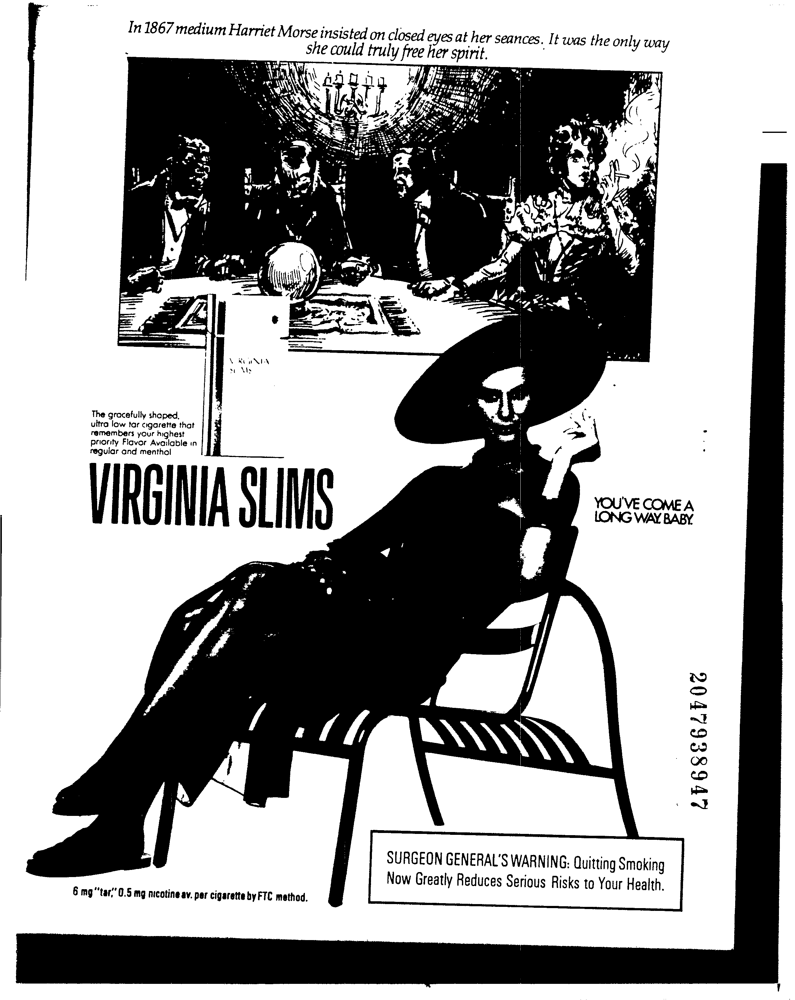 In 1867 medium Harriet Morse insisted on closed eyes at her seances. It was the only way
she could truly free her spirit.
VIRGINIA
SLIMS
The gracefully shaped,
ultra low tar cigarette that
remembers your highest
priority Flavor Available in
regular and menthol
VIRGINIA SLIMS
YOU'VE COME A
LONG WAY, BABY.
2047938947
SURGEON GENERAL'S WARNING: Quitting Smoking
Now Greatly Reduces Serious Risks to Your Health.
6 mg "tar," 0.5 mg nicotine av. per cigarette by FTC method.